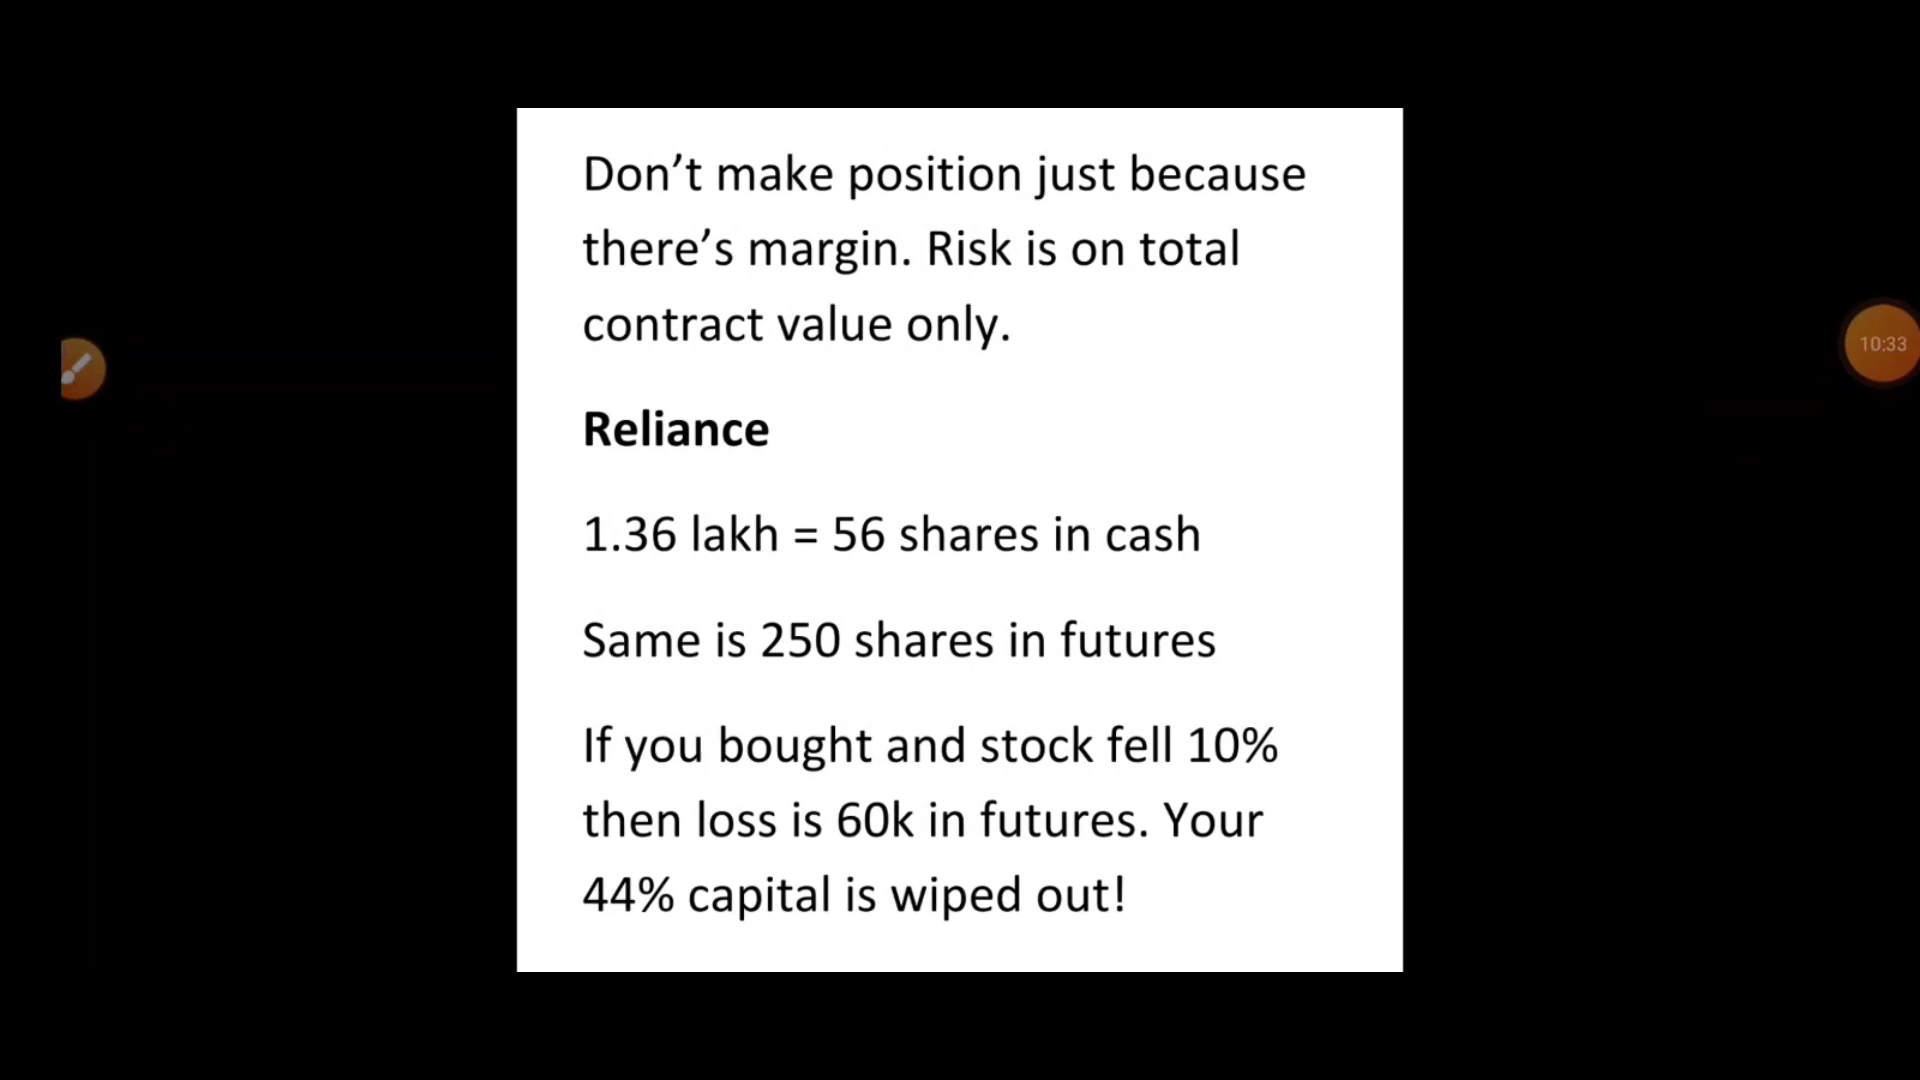 Don’t make position just because
there’s margin. Risk is on total
contract value only.
Reliance
1.36 lakh = 56 shares in cash
Same is 250 shares in futures
If you bought and stock fell 10%
then loss is 60k in futures. Your
44% capital is wiped out!
10:33